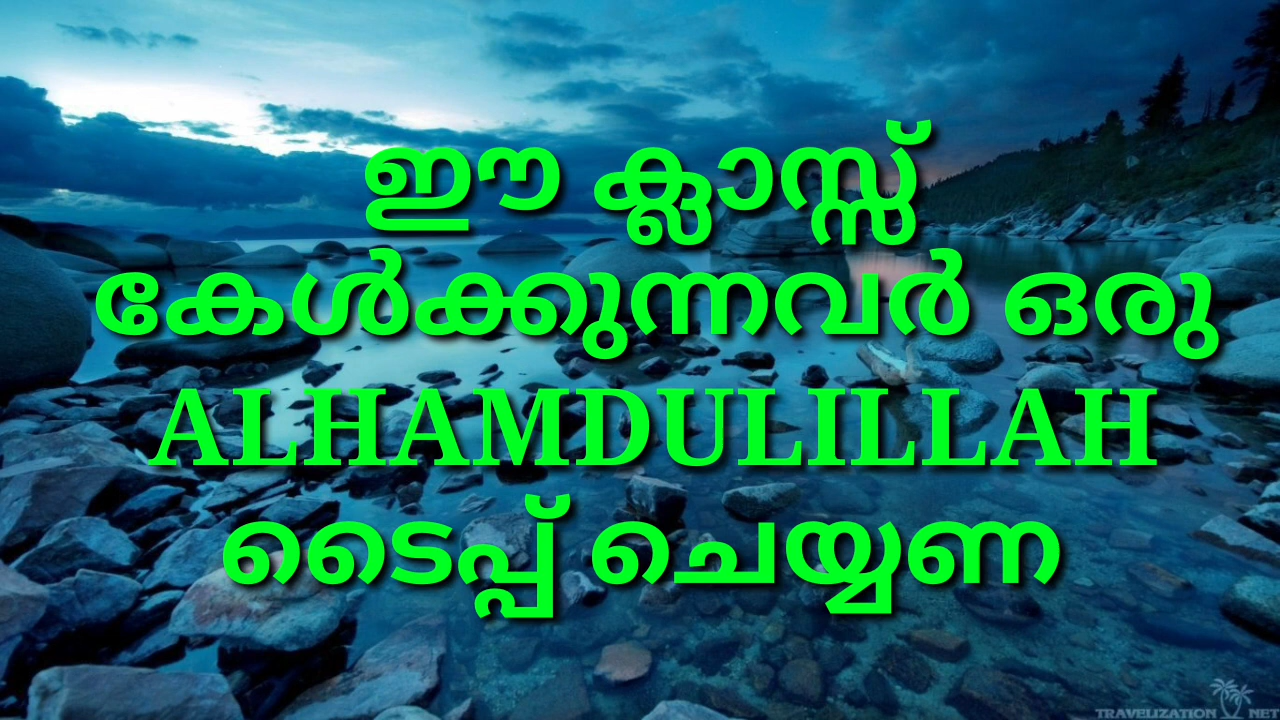 ഈ ക്ലാസ്സ്
കേൾക്കുന്നവർ ഒരു
ALHAMDULILLAH
ടൈപ്പ് ചെയ്യണ
TRAVELIZATION NET